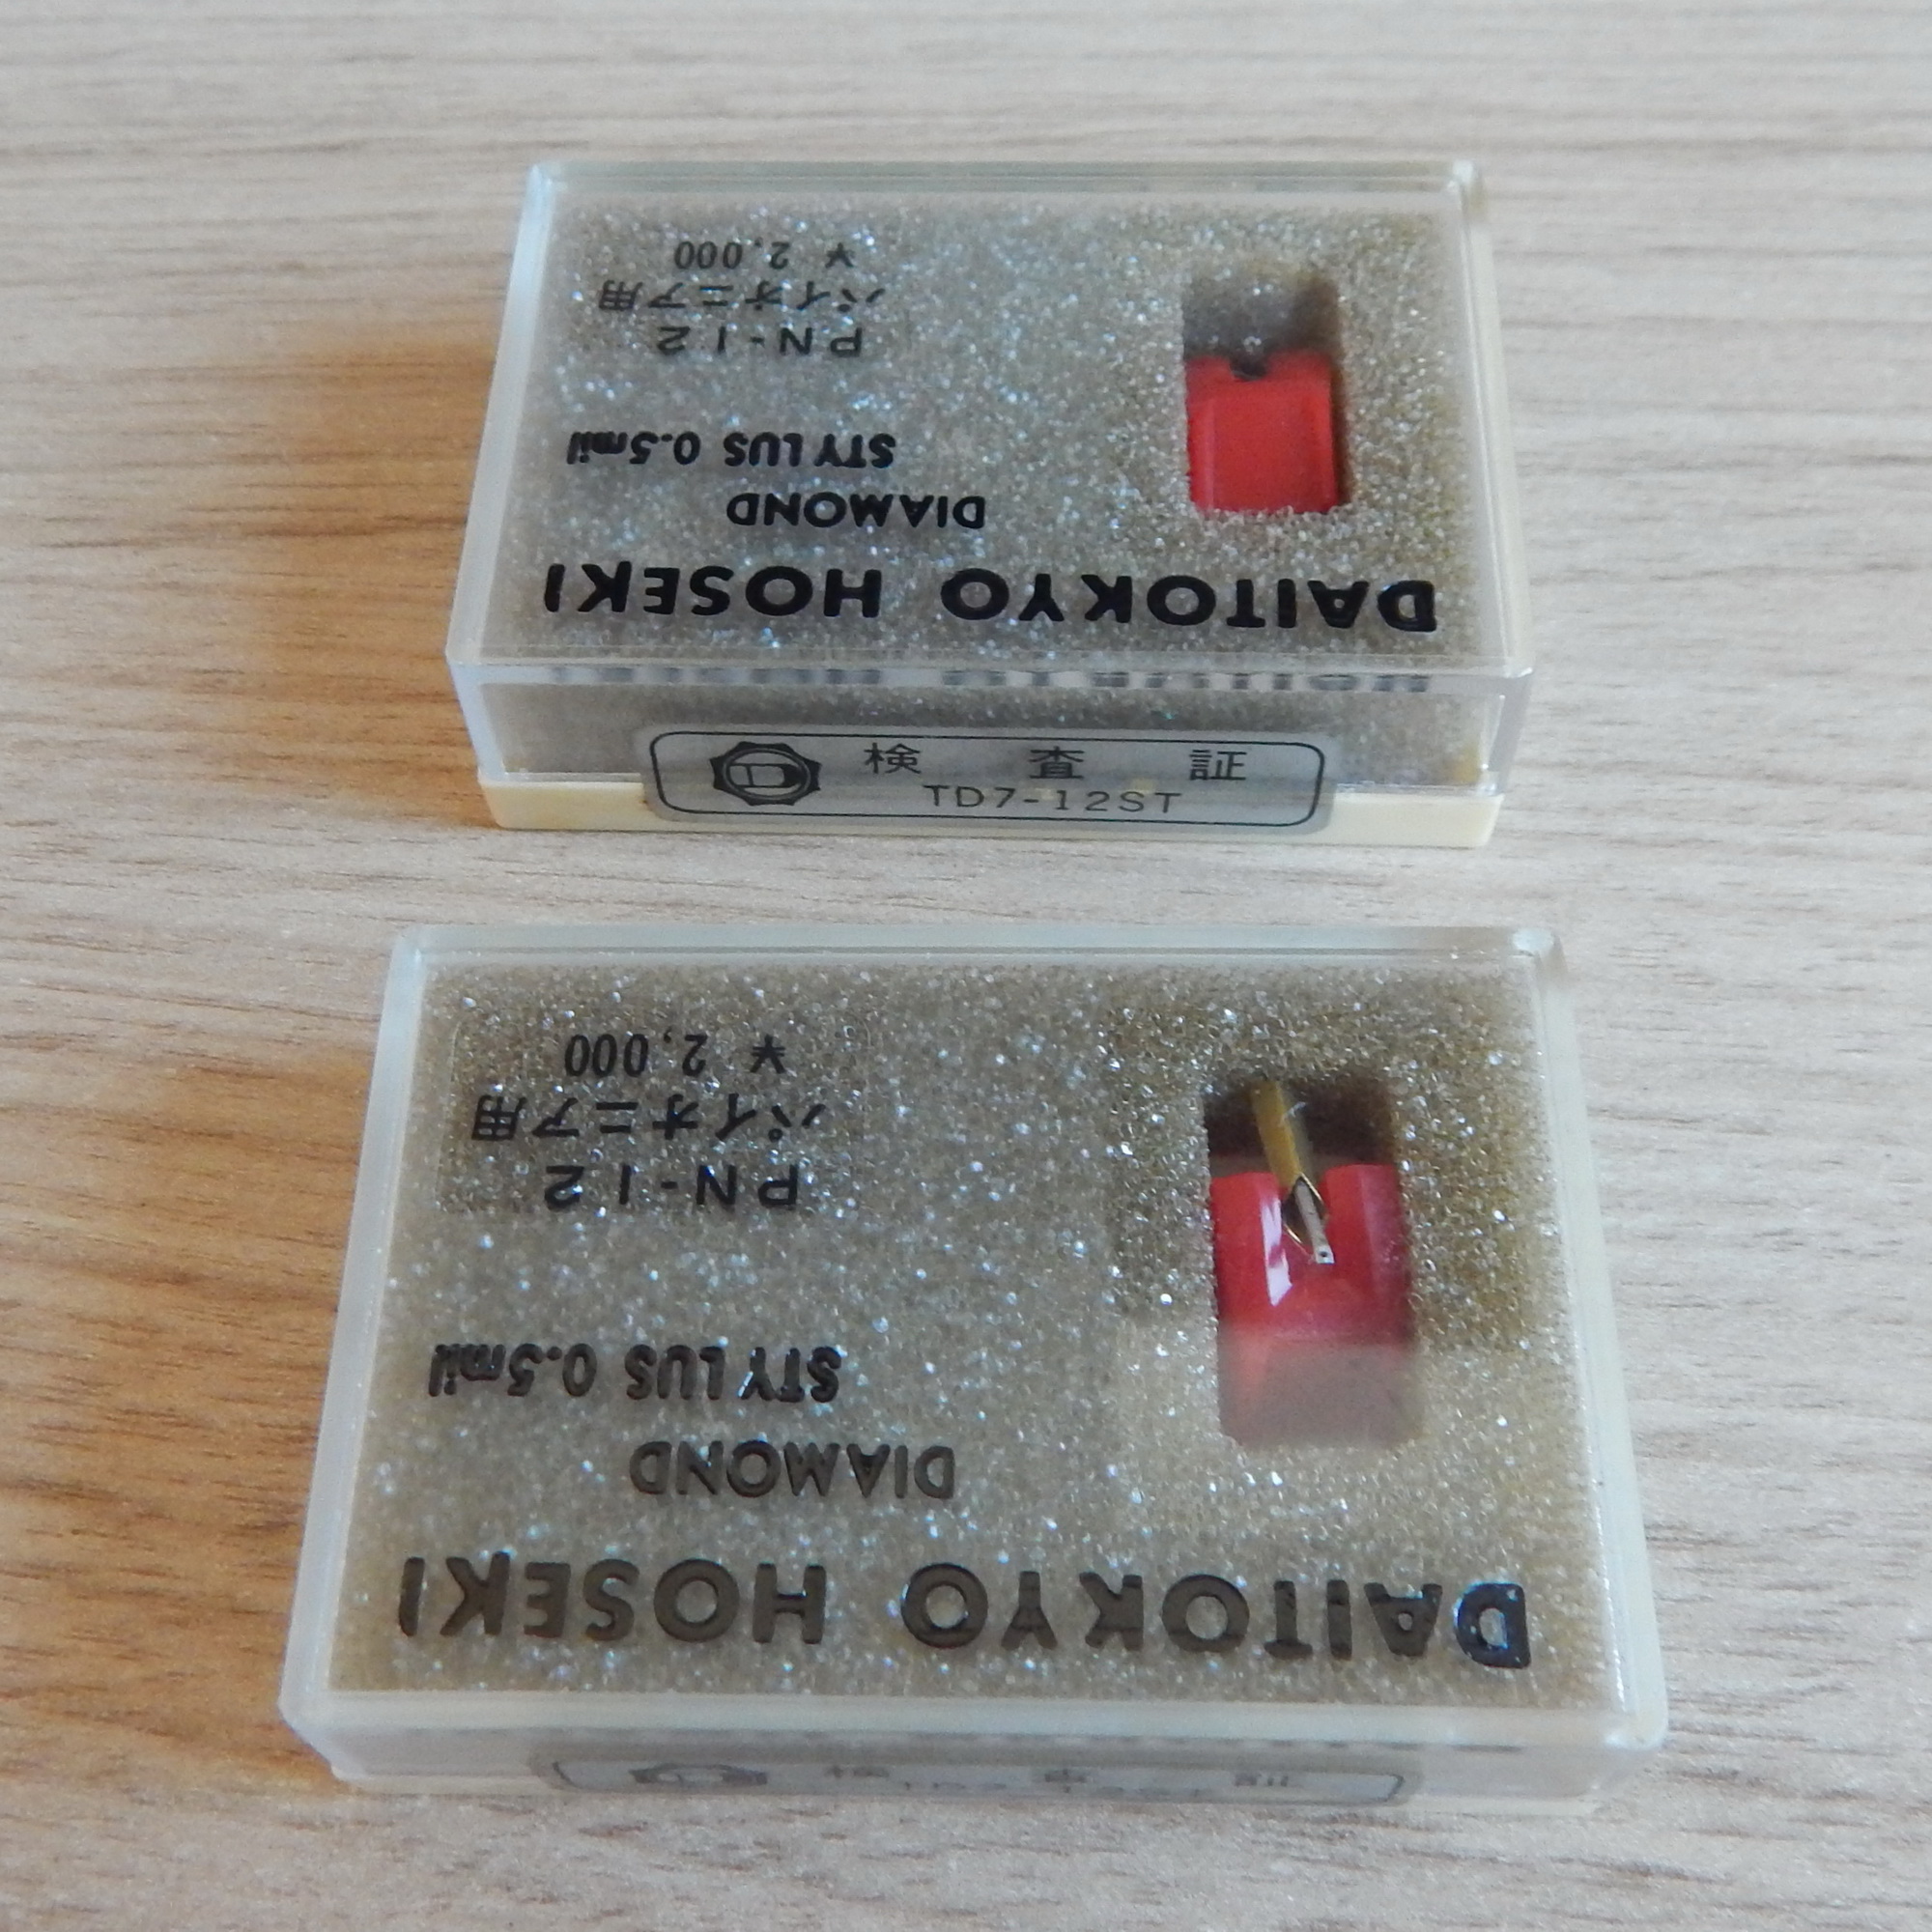 DAITOKYO HOSEKI
DIAMOND
STYLUS 0.5mil
PN-12
パイオニア用
¥ 2,000
検 査 証
TD7-12ST
DAITOKYO HOSEKI
DIAMOND
STYLUS 0.5mil
PN-12
パイオニア用
¥ 2,000